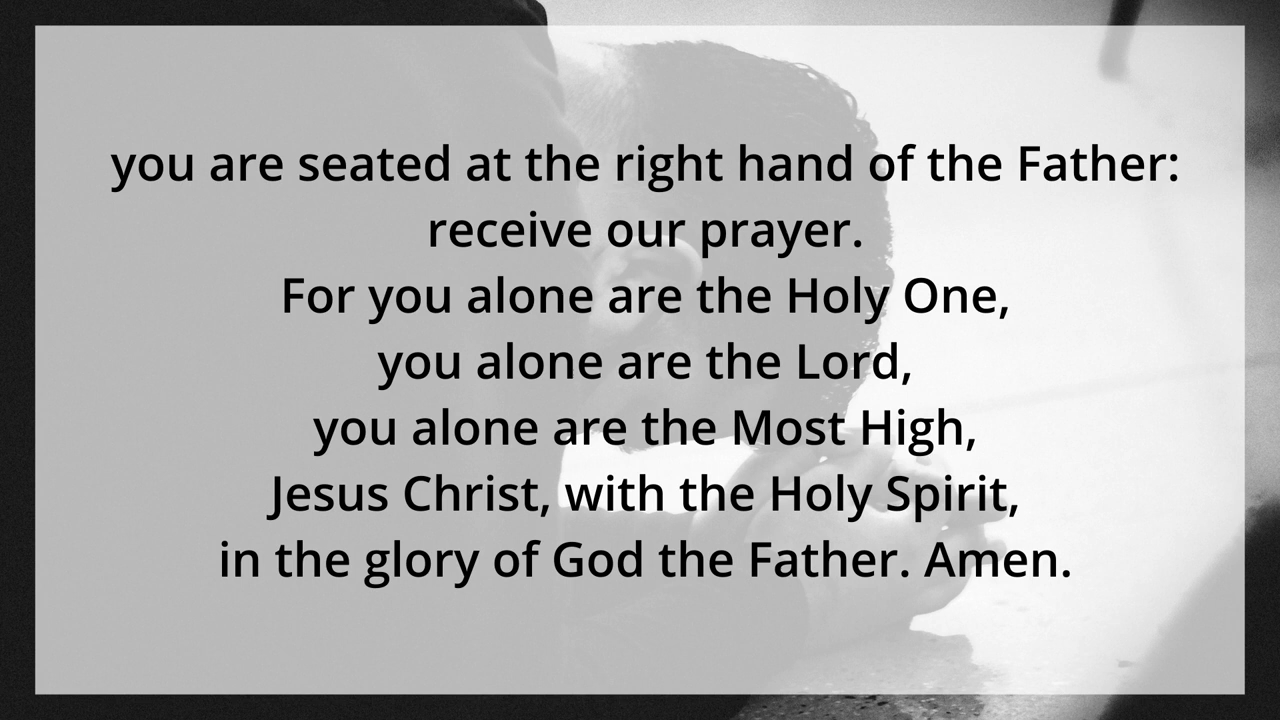 you are seated at the right hand of the Father:
receive our prayer.
For you alone are the Holy One,
you alone are the Lord,
you alone are the Most High,
Jesus Christ, with the Holy Spirit,
in the glory of God the Father. Amen.